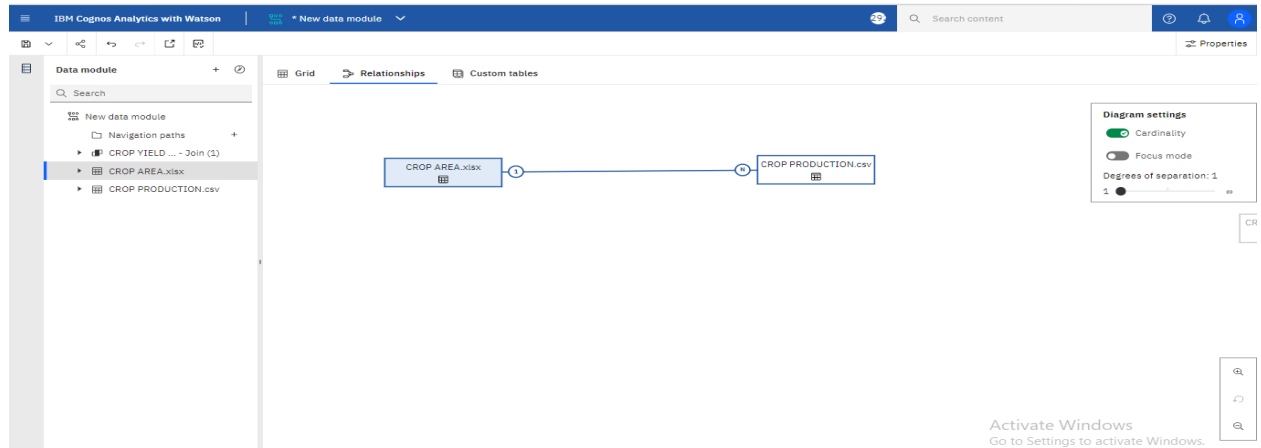 IBM Cognos Analytics with Watson
* New data module
29
Search content
Properties
Data module
+
Grid
Relationships
Custom tables
Search
New data module
Navigation paths
+
CROP YIELD ... - Join (1)
CROP AREA.xlsx
CROP PRODUCTION.csv
CROP AREA.xlsx
1
N
CROP PRODUCTION.csv
Diagram settings
Cardinality
Focus mode
Degrees of separation: 1
1
∞
CR
Activate Windows
Go to Settings to activate Windows.